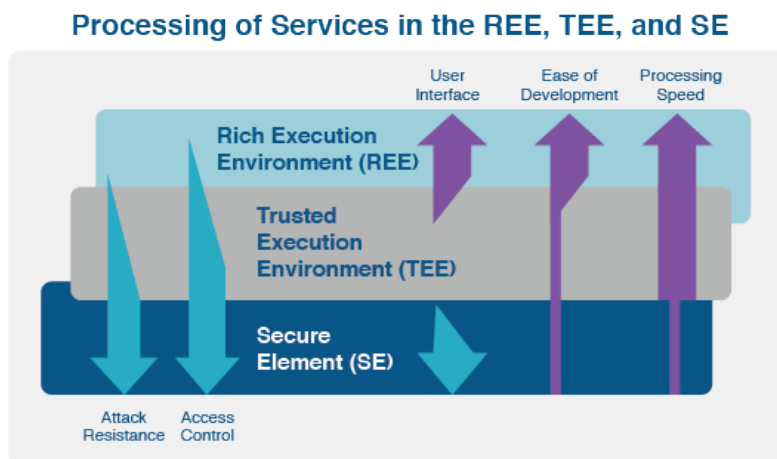 Processing of Services in the REE, TEE, and SE
User
Interface
Ease of
Development
Processing
Speed
Rich Execution
Environment (REE)
Trusted
Execution
Environment (TEE)
Secure
Element (SE)
Attack
Resistance
Access
Control